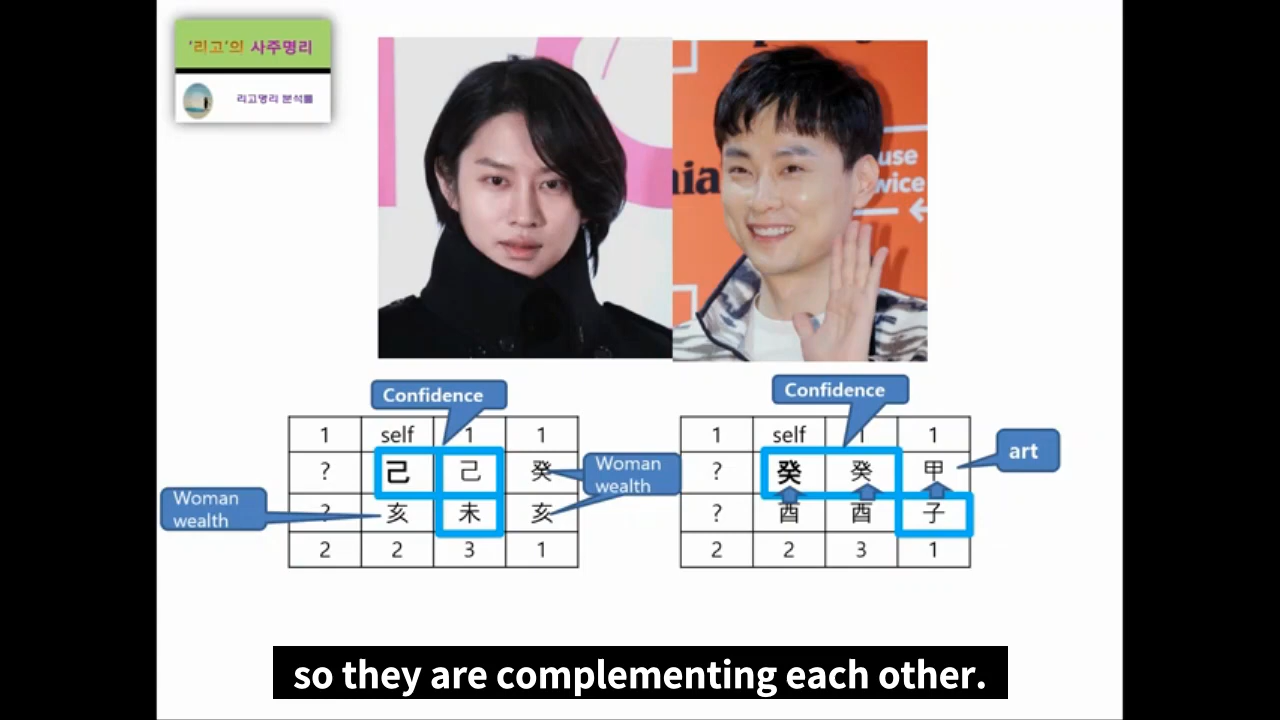 '리고'의 사주명리
리고명리 분석툴
nia
use
wice
Confidence
Confidence
1 self 1 1
? 己 己 癸
? 亥 未 亥
2 2 3 1
Woman
wealth
Woman
wealth
1 self 1 1
? 癸 癸 甲
? 酉 酉 子
2 2 3 1
art
so they are complementing each other.